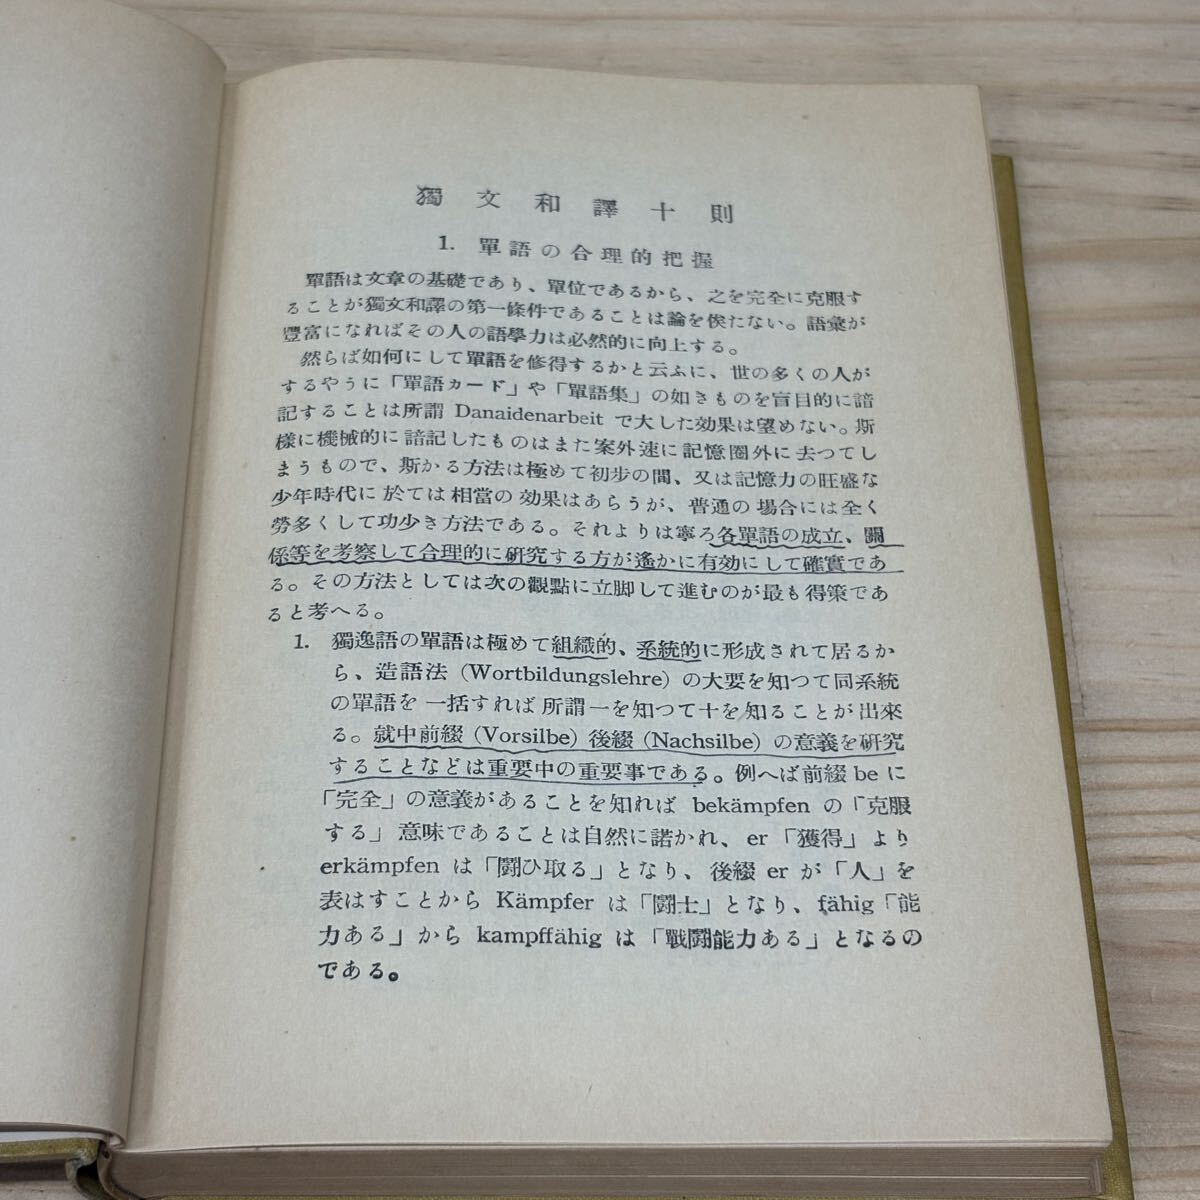 獨文和譯十則
1. 單語の合理的把握
單語は文章の基礎であり、單位であるから、之を完全に克服す
ることが獨文和譯の第一條件であることは論を俟たない。語彙が
豐富になればその人の語學力は必然的に向上する。
然らば如何にして單語を修得するかと云ふに、世の多くの人が
するやうに「單語カード」や「單語集」の如きものを盲目的に諳
記することは所謂 Danaidenarbeit で大した効果は望めない。斯
樣に機械的に諳記したものはまた案外速に記憶圈外に去つてし
まうもので、斯かる方法は極めて初步の間、又は記憶力の旺盛な
少年時代に於ては相當の効果はあらうが、普通の場合には全く
勞多くして功少き方法である。それよりは寧ろ各單語の成立、關
係等を考察して合理的に硏究する方が遙かに有効にして確實であ
る。その方法としては次の觀點に立脚して進むのが最も得策であ
ると考へる。
1. 獨逸語の單語は極めて組織的、系統的に形成されて居るか
ら、造語法 (Wortbildungslehre) の大要を知つて同系統
の單語を一括すれば所謂一を知つて十を知ることが出來
る。就中前綴 (Vorsilbe) 後綴 (Nachsilbe) の意義を硏究
することなどは重要中の重要事である。例へば前綴 be に
「完全」の意義があることを知れば bekämpfen の「克服
する」意味であることは自然に諾かれ、er「獲得」より
erkämpfen は「鬪ひ取る」となり、後綴 er が「人」を
表はすことから Kämpfer は「鬪士」となり、fähig「能
力ある」から kampffähig は「戰鬪能力ある」となるの
である。